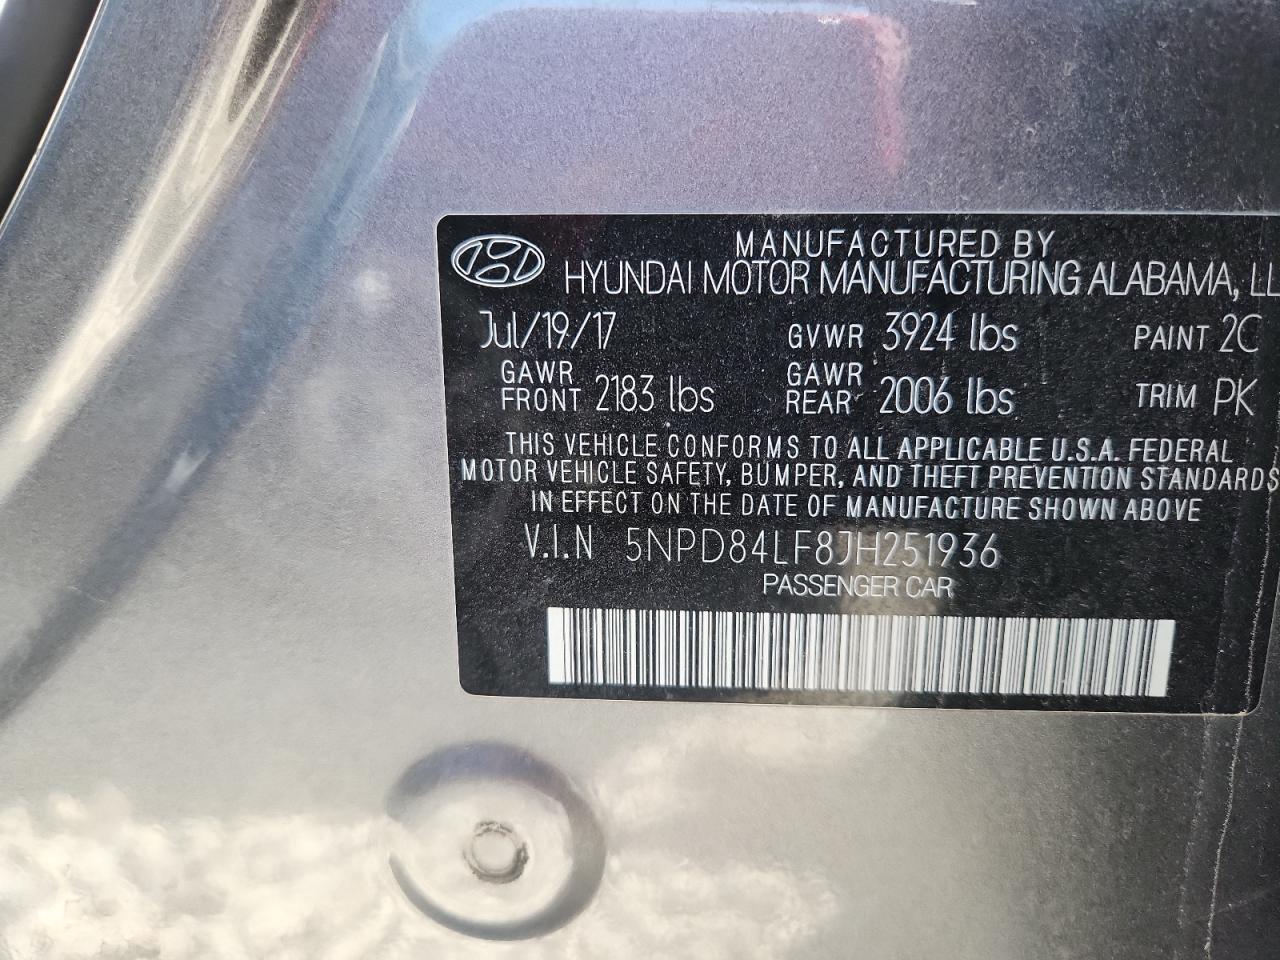 MANUFACTURED BY
HYUNDAI MOTOR MANUFACTURING ALABAMA,
Jul/19/17 GVWR 3924 lbs PAINT 2C
GAWR FRONT 2183 lbs GAWR REAR 2006 lbs TRIM PK
THIS VEHICLE CONFORMS TO ALL APPLICABLE U.S.A. FEDERAL
MOTOR VEHICLE SAFETY, BUMPER, AND THEFT PREVENTION STANDARDS
IN EFFECT ON THE DATE OF MANUFACTURE SHOWN ABOVE
V.I.N 5NPD84LF8JH251936
PASSENGER CAR